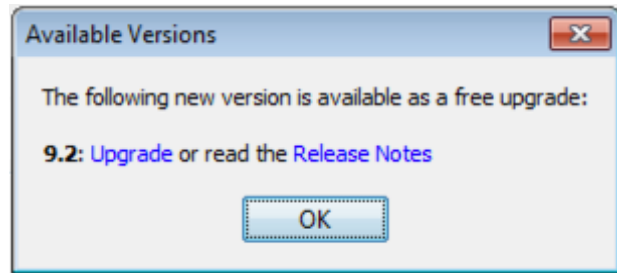 Available Versions
The following new version is available as a free upgrade:
9.2: Upgrade or read the Release Notes
OK